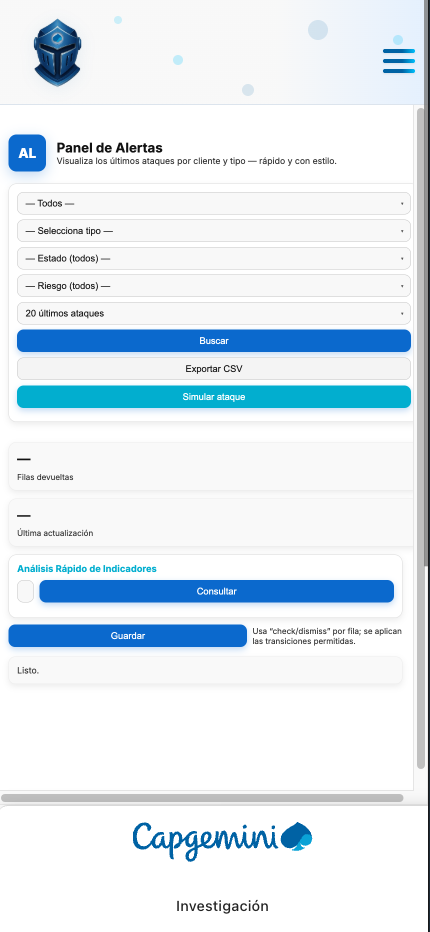 AL
Panel de Alertas
Visualiza los últimos ataques por cliente y tipo — rápido y con estilo.
— Todos —
— Selecciona tipo —
— Estado (todos) —
— Riesgo (todos) —
20 últimos ataques
Buscar
Exportar CSV
Simular ataque
—
Filas devueltas
—
Última actualización
Análisis Rápido de Indicadores
Consultar
Guardar
Usa “check/dismiss” por fila; se aplican
las transiciones permitidas.
Listo.
Capgemini
Investigación